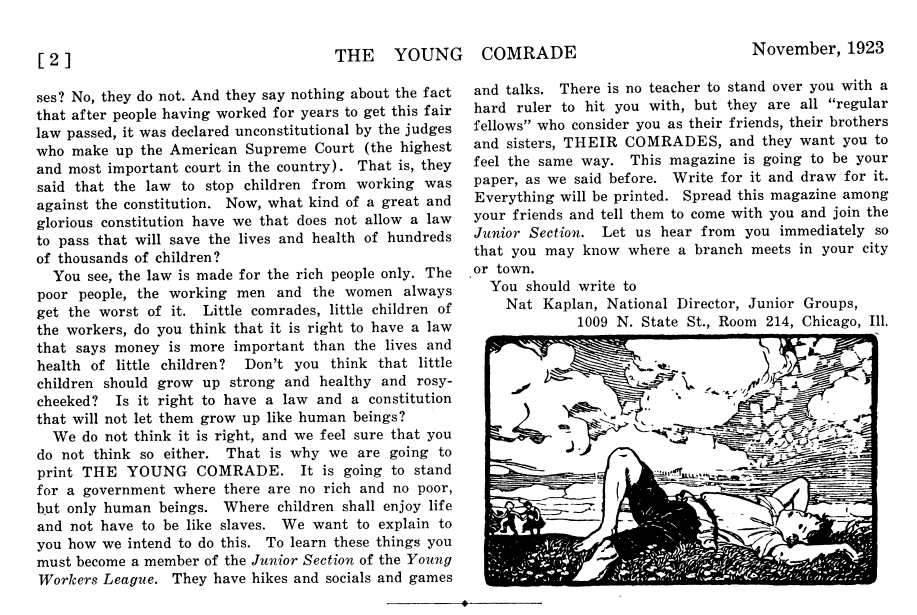 [ 2 ]
THE YOUNG COMRADE
November, 1923
ses? No, they do not. And they say nothing about the fact
that after people having worked for years to get this fair
law passed, it was declared unconstitutional by the judges
who make up the American Supreme Court (the highest
and most important court in the country). That is, they
said that the law to stop children from working was
against the constitution. Now, what kind of a great and
glorious constitution have we that does not allow a law
to pass that will save the lives and health of hundreds
of thousands of children?
You see, the law is made for the rich people only. The
poor people, the working men and the women always
get the worst of it. Little comrades, little children of
the workers, do you think that it is right to have a law
that says money is more important than the lives and
health of little children? Don't you think that little
children should grow up strong and healthy and rosy-
cheeked? Is it right to have a law and a constitution
that will not let them grow up like human beings?
We do not think it is right, and we feel sure that you
do not think so either. That is why we are going to
print THE YOUNG COMRADE. It is going to stand
for a government where there are no rich and no poor,
but only human beings. Where children shall enjoy life
and not have to be like slaves. We want to explain to
you how we intend to do this. To learn these things you
must become a member of the Junior Section of the Young
Workers League. They have hikes and socials and games
and talks. There is no teacher to stand over you with a
hard ruler to hit you with, but they are all "regular
fellows" who consider you as their friends, their brothers
and sisters, THEIR COMRADES, and they want you to
feel the same way. This magazine is going to be your
paper, as we said before. Write for it and draw for it.
Everything will be printed. Spread this magazine among
your friends and tell them to come with you and join the
Junior Section. Let us hear from you immediately so
that you may know where a branch meets in your city
or town.
You should write to
Nat Kaplan, National Director, Junior Groups,
1009 N. State St., Room 214, Chicago, Ill.